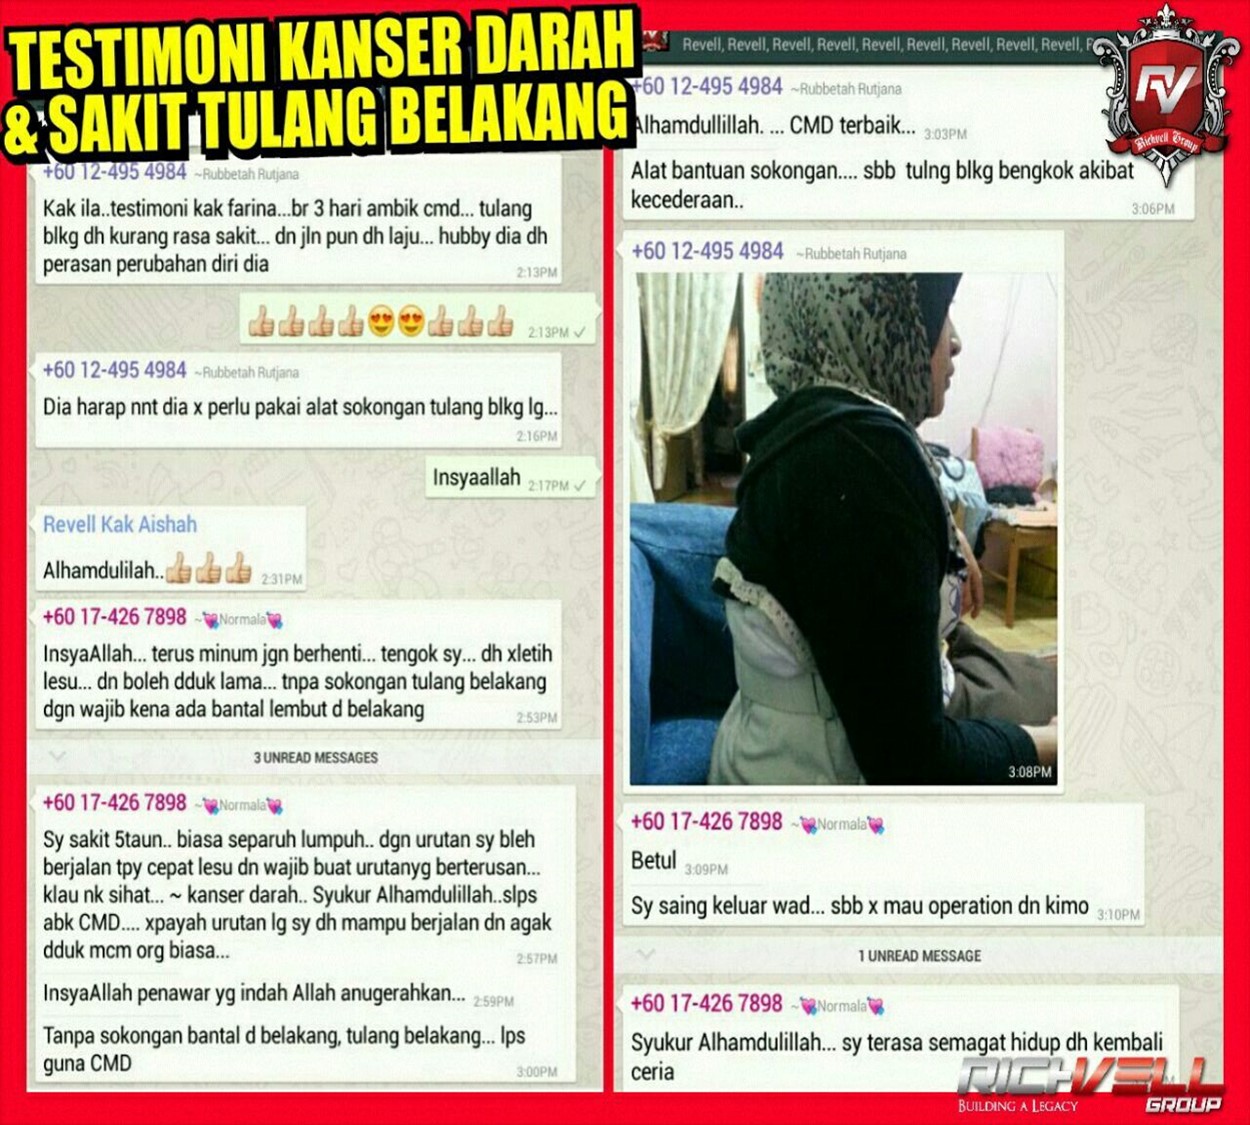 TESTIMONI KANSER DARAH
& SAKIT TULANG BELAKANG
+60 12-495 4984 ~Rubbetah Rutjana
Kak ila..testimoni kak farina...br 3 hari ambik cmd... tulang
blkg dh kurang rasa sakit... dn jln pun dh laju... hubby dia dh
perasan perubahan diri dia
2:13PM
2:13PM
+60 12-495 4984 ~Rubbetah Rutjana
Dia harap nnt dia x perlu pakai alat sokongan tulang blkg lg...
2:16PM
Insyaallah 2:17PM
Revell Kak Aishah
Alhamdulilah.. 2:31PM
+60 17-426 7898 ~💘Normala💘
InsyaAllah... terus minum jgn berhenti... tengok sy... dh xletih
lesu... dn boleh dduk lama... tnpa sokongan tulang belakang
dgn wajib kena ada bantal lembut d belakang
2:53PM
3 UNREAD MESSAGES
+60 17-426 7898 ~💘Normala💘
Sy sakit 5taun.. biasa separuh lumpuh.. dgn urutan sy bleh
berjalan tpy cepat lesu dn wajib buat urutanyg berterusan...
klau nk sihat... ~ kanser darah.. Syukur Alhamdulillah..slps
abk CMD.... xpayah urutan lg sy dh mampu berjalan dn agak
dduk mcm org biasa...
2:57PM
InsyaAllah penawar yg indah Allah anugerahkan... 2:59PM
Tanpa sokongan bantal d belakang, tulang belakang... lps
guna CMD
3:00PM
Revell, Revell, Revell, Revell, Revell, Revell, Revell, Revell, Revell,
+60 12-495 4984 ~Rubbetah Rutjana
Alhamdullillah. ... CMD terbaik... 3:03PM
Alat bantuan sokongan.... sbb tulng blkg bengkok akibat
kecederaan..
3:06PM
+60 12-495 4984 ~Rubbetah Rutjana
3:08PM
+60 17-426 7898 ~💘Normala💘
Betul 3:09PM
Sy saing keluar wad... sbb x mau operation dn kimo 3:10PM
1 UNREAD MESSAGE
+60 17-426 7898 ~💘Normala💘
Syukur Alhamdulillah... sy terasa semagat hidup dh kembali
ceria
RV
Richvell Group
RICHVELL
BUILDING A LEGACY
GROUP